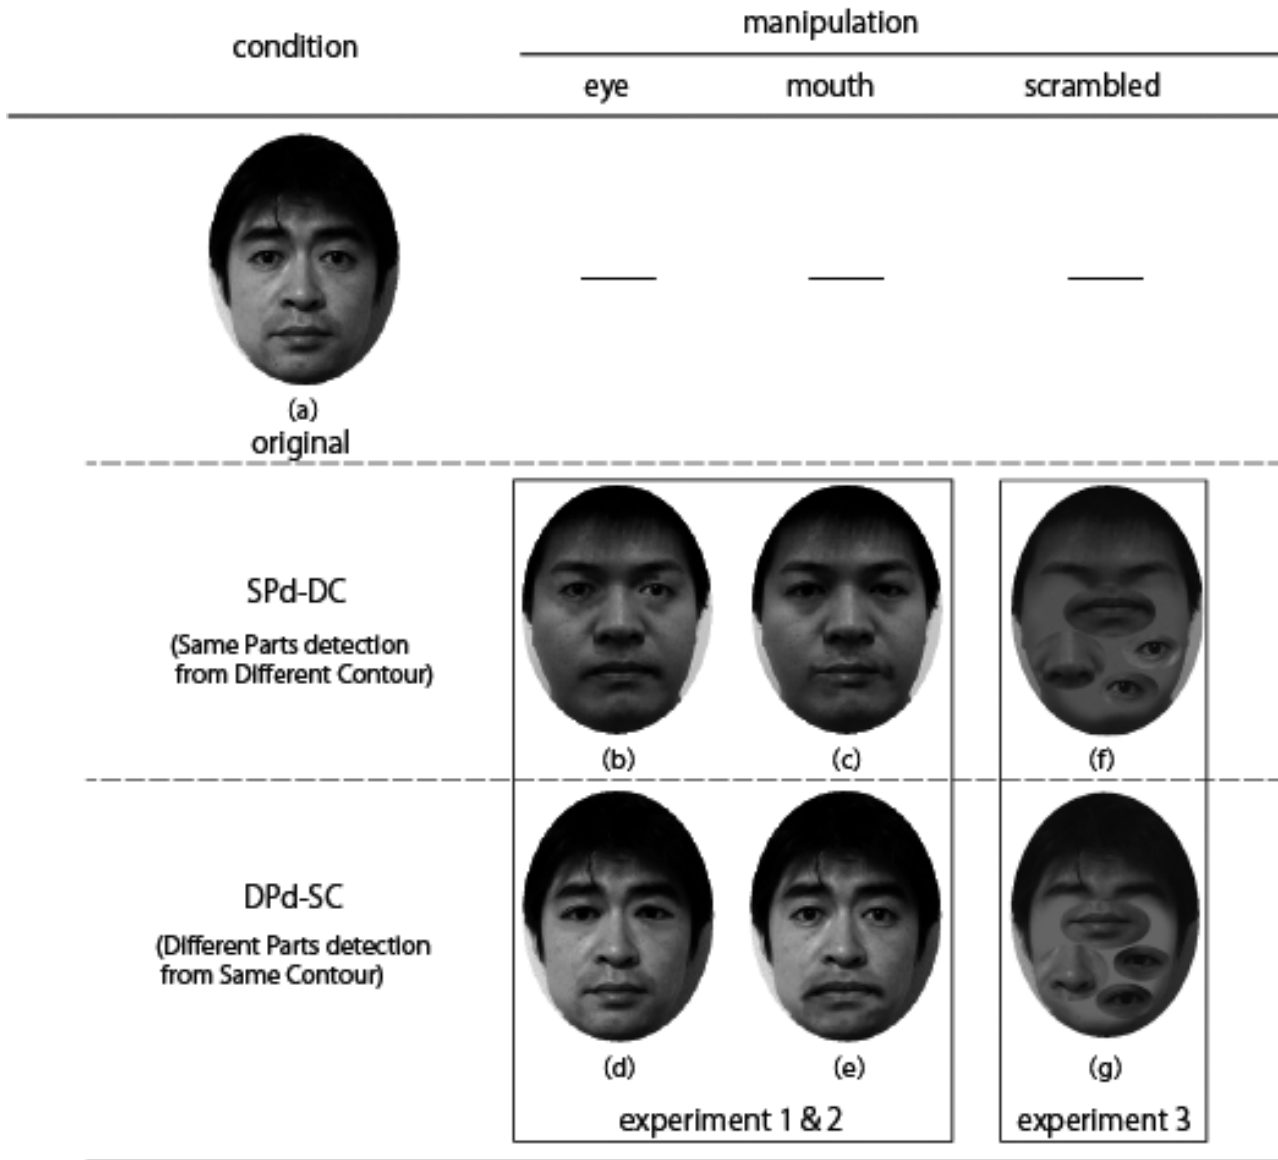 condition
manipulation
eye mouth scrambled
(a)
original
SPd-DC
(Same Parts detection
from Different Contour)
(b) (c) (f)
DPd-SC
(Different Parts detection
from Same Contour)
(d) (e) (g)
experiment 1 & 2 experiment 3